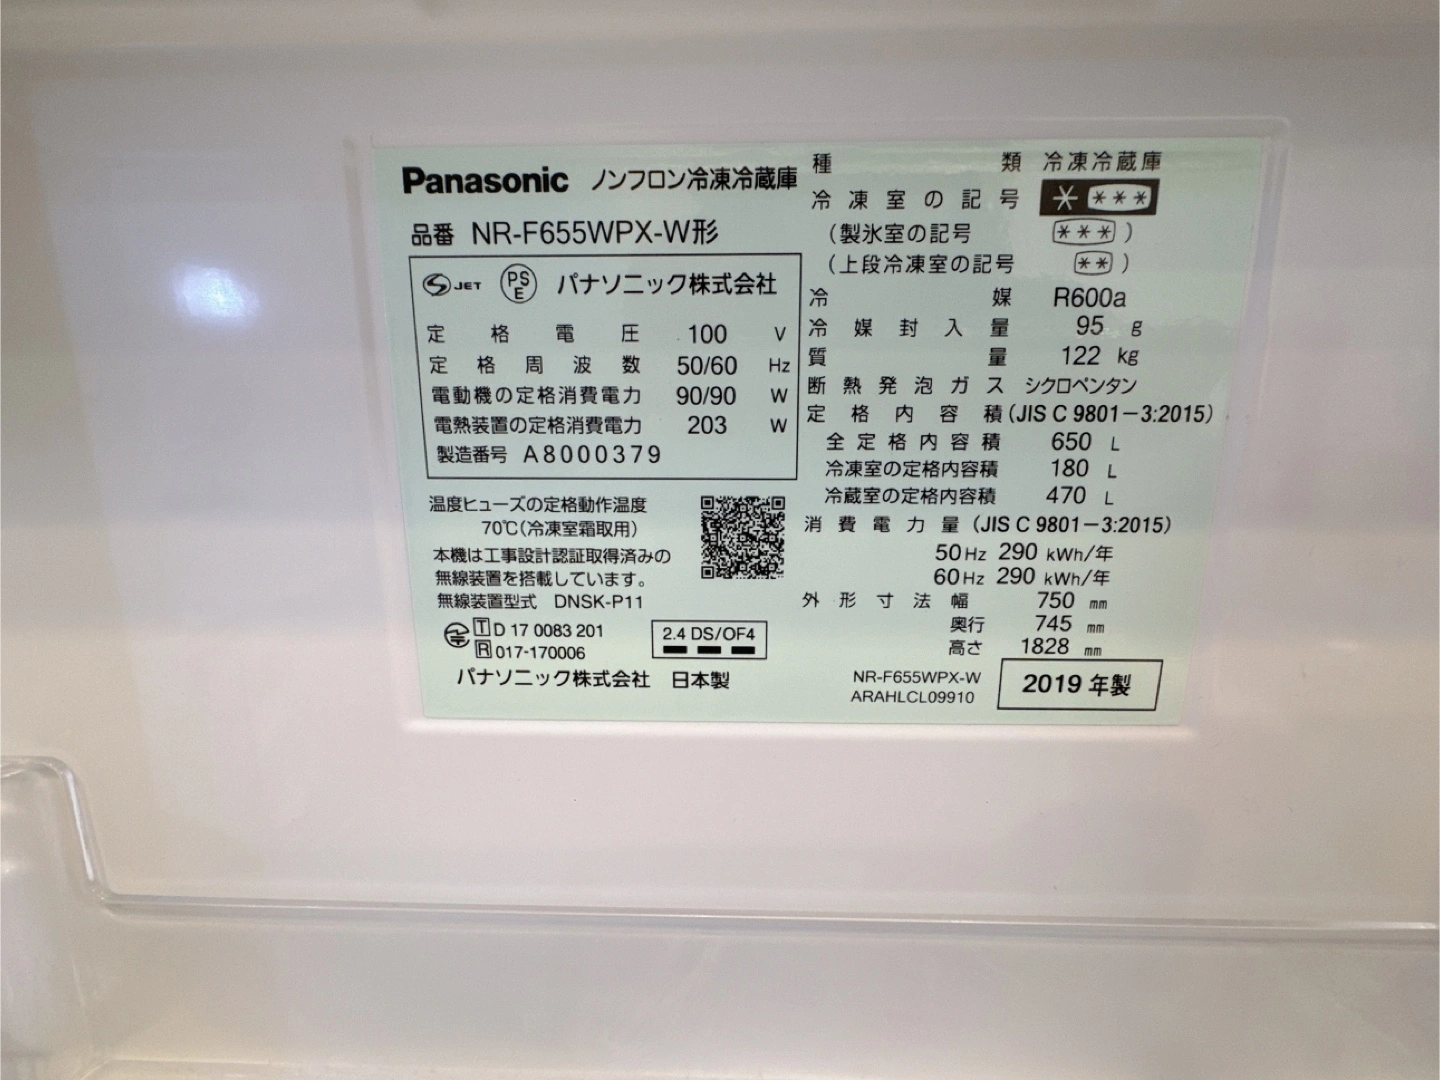 Panasonic ノンフロン冷凍冷蔵庫
品番 NR-F655WPX-W形
S JET PS E パナソニック株式会社
定格電圧 100 V
定格周波数 50/60 Hz
電動機の定格消費電力 90/90 W
電熱装置の定格消費電力 203 W
製造番号 A8000379
温度ヒューズの定格動作温度
70℃(冷凍室霜取用)
本機は工事設計認証取得済みの
無線装置を搭載しています。
無線装置型式 DNSK-P11
T D 17 0083 201
R 017-170006
2.4 DS/OF4
パナソニック株式会社 日本製
種類 冷凍冷蔵庫
冷凍室の記号 * ***
(製氷室の記号 ***)
(上段冷凍室の記号 **)
冷媒 R600a
冷媒封入量 95 g
質量 122 kg
断熱発泡ガス シクロペンタン
定格内容積 (JIS C 9801-3:2015)
全定格内容積 650 L
冷凍室の定格内容積 180 L
冷蔵室の定格内容積 470 L
消費電力量 (JIS C 9801-3:2015)
50Hz 290 kWh/年
60Hz 290 kWh/年
外形寸法 幅 750 mm
奥行 745 mm
高さ 1828 mm
NR-F655WPX-W
ARAHLCL09910
2019 年製